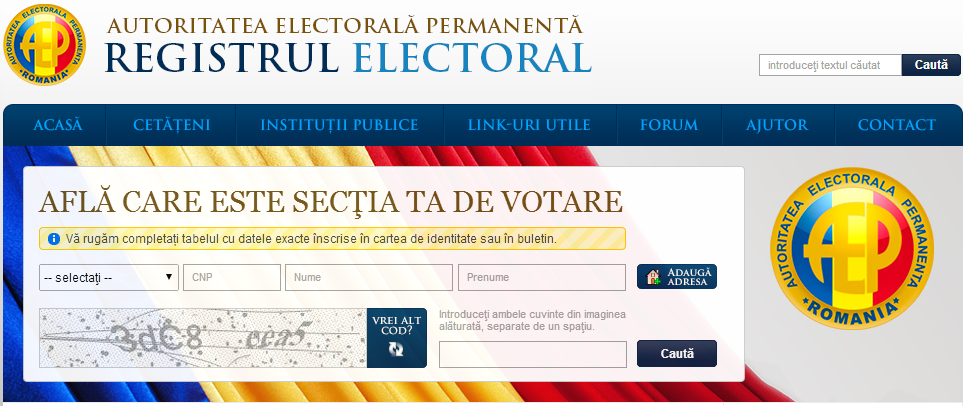 AUTORITATEA ELECTORALĂ PERMANENTĂ
AUTORITATEA ELECTORALA PERMANENTA
AEP
ROMANIA
REGISTRUL ELECTORAL
introduceți textul căutat
Caută
ACASĂ
CETĂȚENI
INSTITUȚII PUBLICE
LINK-URI UTILE
FORUM
AJUTOR
CONTACT
AFLĂ CARE ESTE SECȚIA TA DE VOTARE
Vă rugăm completați tabelul cu datele exacte înscrise în cartea de identitate sau în buletin.
-- selectați --
CNP
Nume
Prenume
ADAUGĂ
ADRESA
3dC8 eea5
VREI ALT
COD?
Introduceți ambele cuvinte din imaginea
alăturată, separate de un spațiu.
Caută
AUTORITATEA ELECTORALA PERMANENTA
AEP
ROMANIA